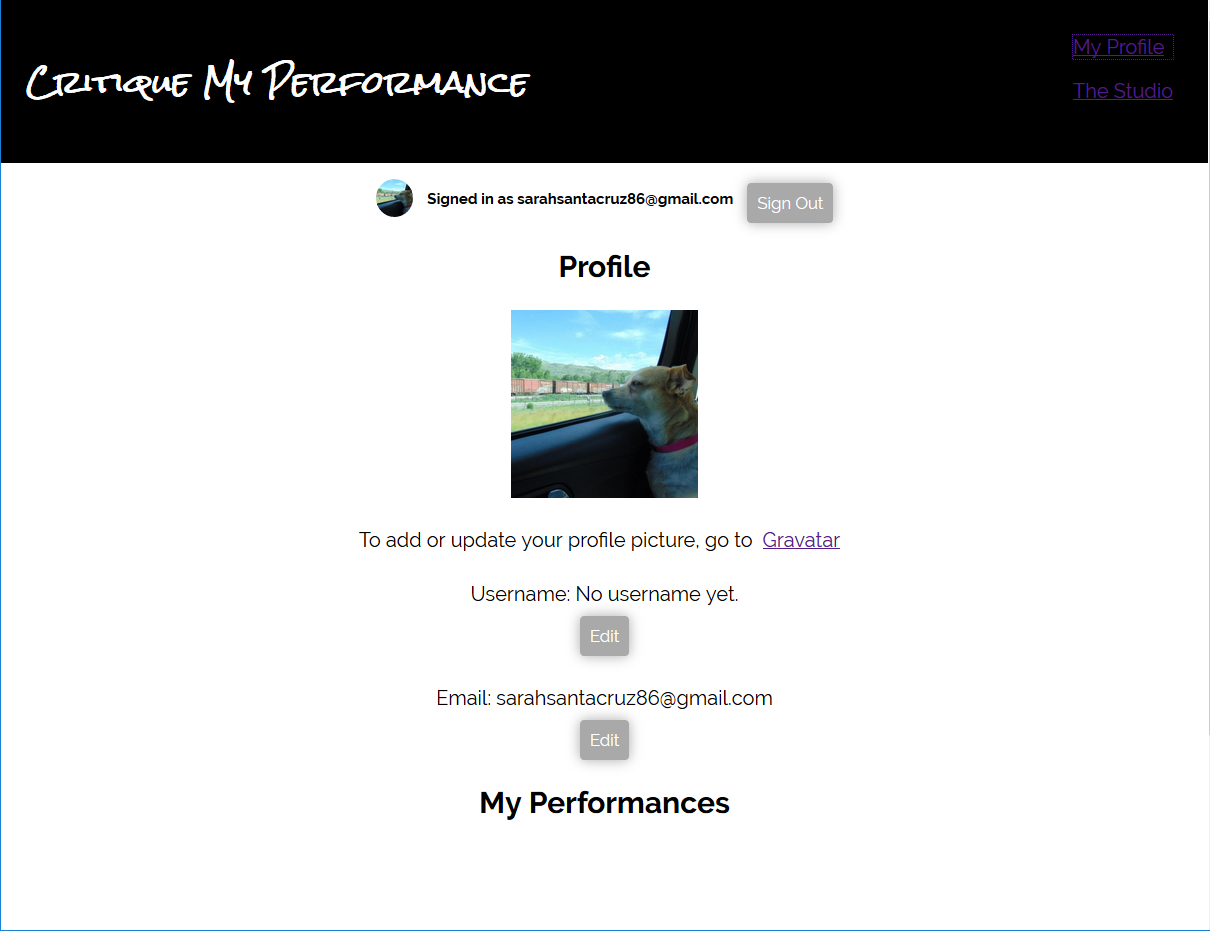 Critique My Performance
My Profile
The Studio
Signed in as sarahsantacruz86@gmail.com
Sign Out
Profile
To add or update your profile picture, go to Gravatar
Username: No username yet.
Edit
Email: sarahsantacruz86@gmail.com
Edit
My Performances